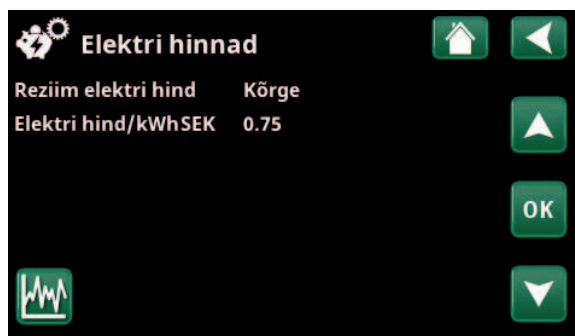 Elektri hinnad
Reziim elektri hind Kõrge
Elektri hind/kWhSEK 0.75
OK